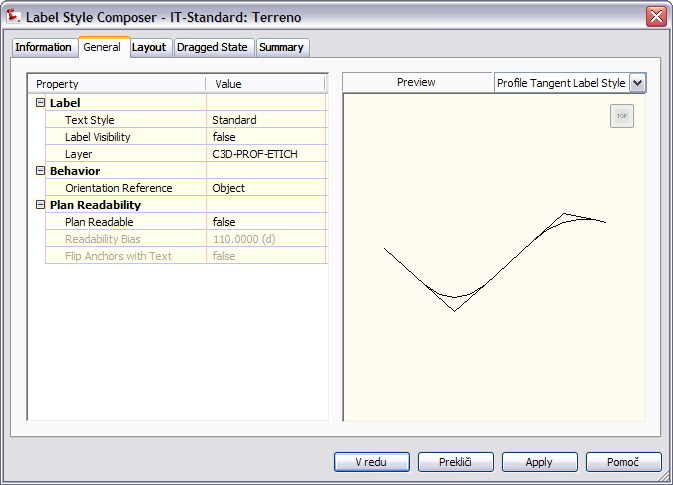 Label Style Composer - IT-Standard: Terreno
Information General Layout Dragged State Summary
Property Value
Label
Text Style Standard
Label Visibility false
Layer C3D-PROF-ETICH
Behavior
Orientation Reference Object
Plan Readability
Plan Readable false
Readability Bias 110.0000 (d)
Flip Anchors with Text false
Preview Profile Tangent Label Style
TOP
V redu Prekliči Apply Pomoč